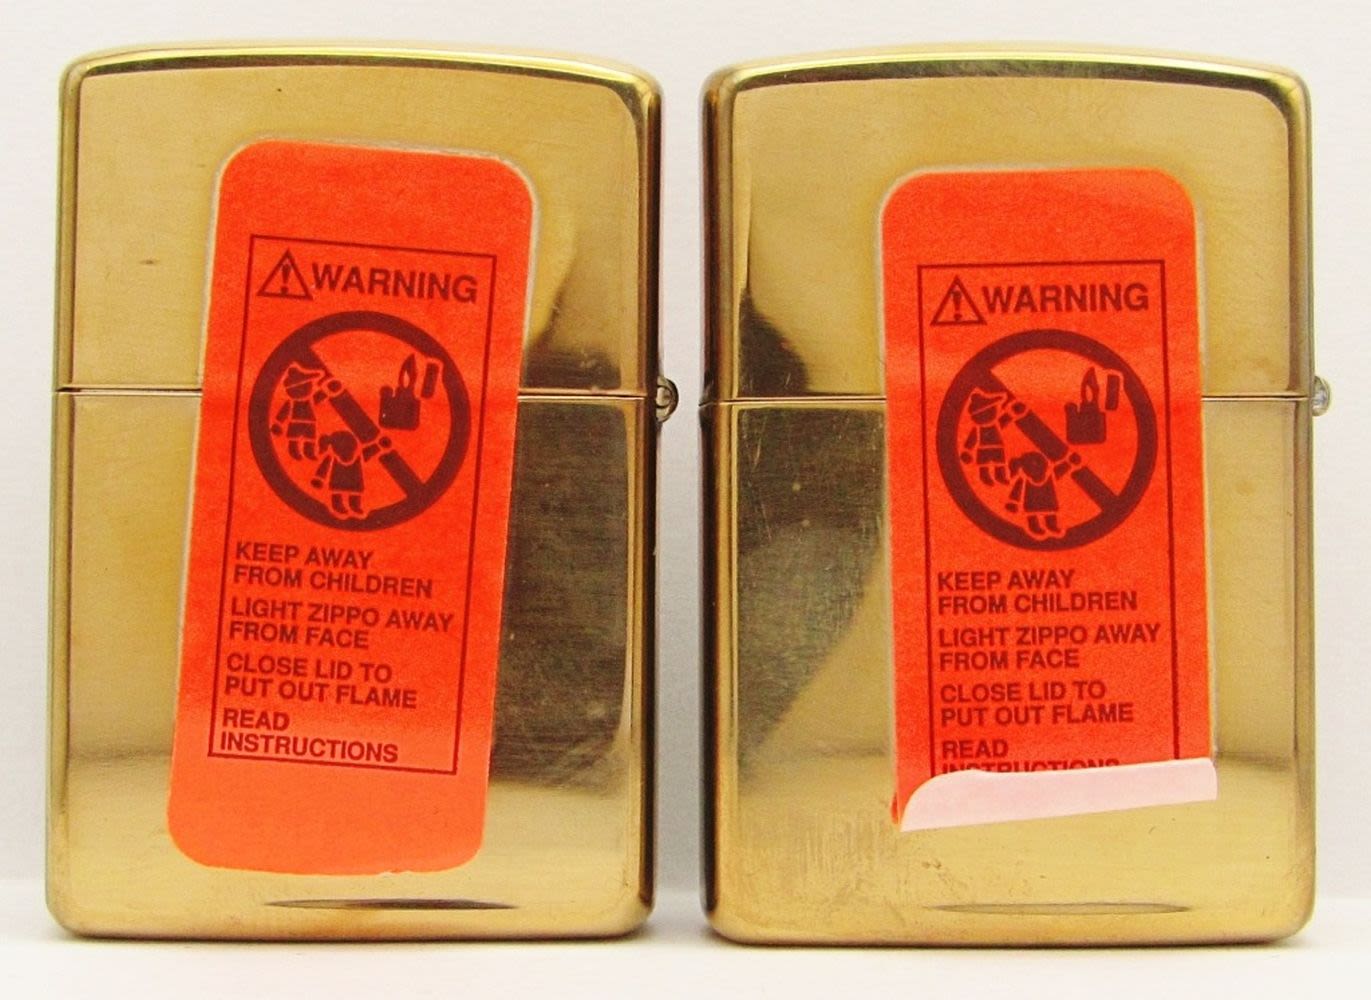 WARNING
KEEP AWAY
FROM CHILDREN
LIGHT ZIPPO AWAY
FROM FACE
CLOSE LID TO
PUT OUT FLAME
READ
INSTRUCTIONS
WARNING
KEEP AWAY
FROM CHILDREN
LIGHT ZIPPO AWAY
FROM FACE
CLOSE LID TO
PUT OUT FLAME
READ
INSTRUCTIONS